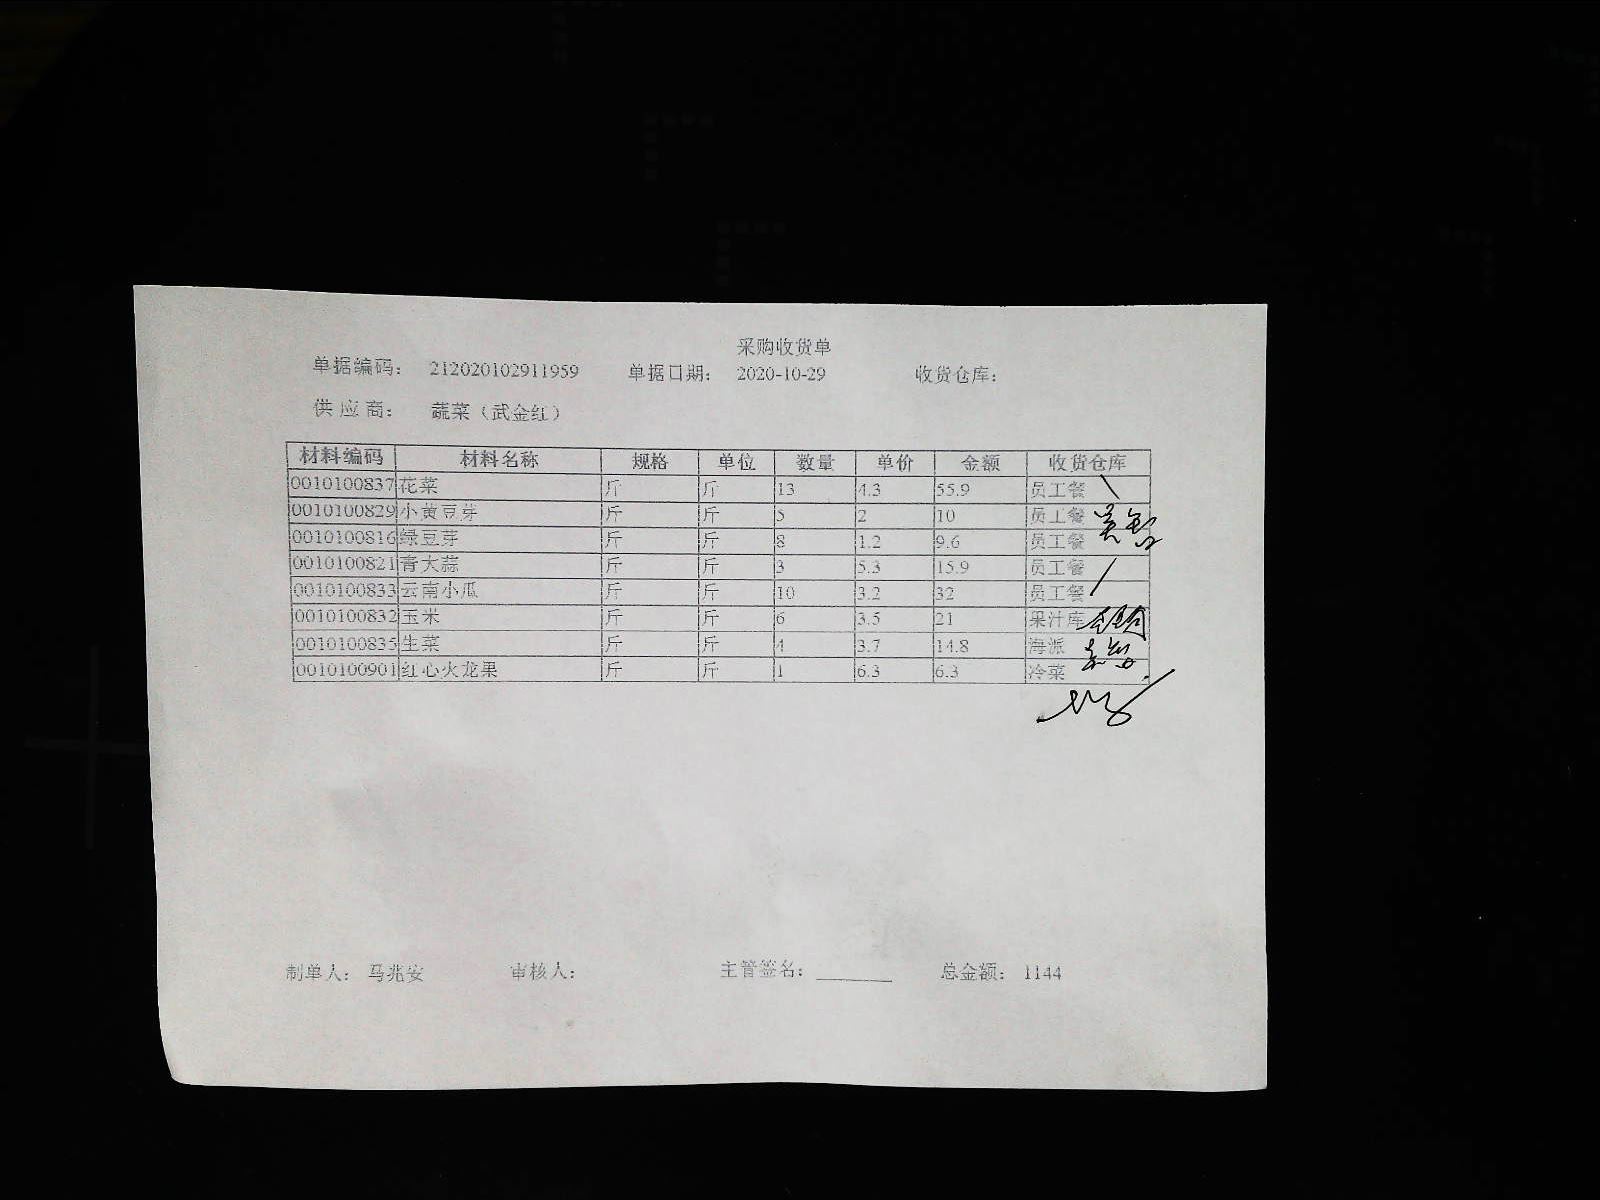 采购收货单
单据编码： 212020102911959 单据日期： 2020-10-29 收货仓库：
供应商： 蔬菜（武金红）
材料编码 材料名称 规格 单位 数量 单价 金额 收货仓库
0010100837 花菜 斤 斤 13 4.3 55.9 员工餐
0010100829 小黄豆芽 斤 斤 5 2 10 员工餐
0010100816 绿豆芽 斤 斤 8 1.2 9.6 员工餐
0010100821 青大蒜 斤 斤 3 5.3 15.9 员工餐
0010100833 云南小瓜 斤 斤 10 3.2 32 员工餐
0010100832 玉米 斤 斤 6 3.5 21 果汁库
0010100835 生菜 斤 斤 4 3.7 14.8 海派
0010100901 红心火龙果 斤 斤 1 6.3 6.3 冷菜
制单人： 马兆安 审核人： 主管签名： 总金额： 1144